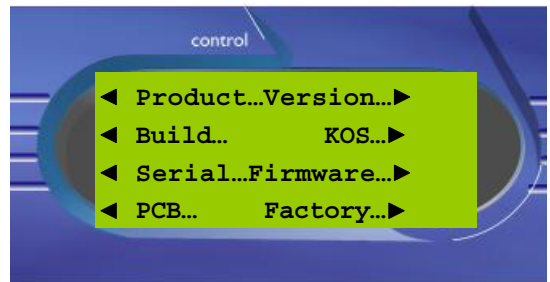 control
◄ Product…Version…►
◄ Build… KOS…►
◄ Serial…Firmware…►
◄ PCB… Factory…►